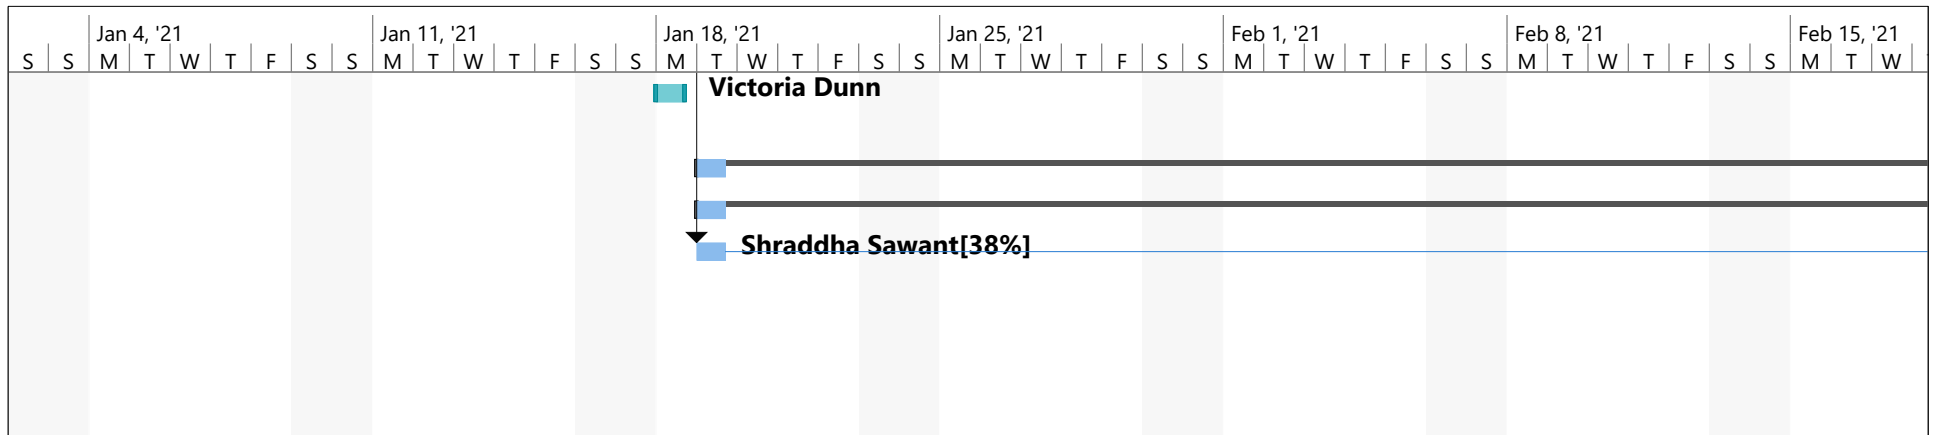 Jan 4, '21 Jan 11, '21 Jan 18, '21 Jan 25, '21 Feb 1, '21 Feb 8, '21 Feb 15, '21
S S M T W T F S S M T W T F S S M T W T F S S M T W T F S S M T W T F S S M T W T F S S M T W
Victoria Dunn
Shraddha Sawant[38%]